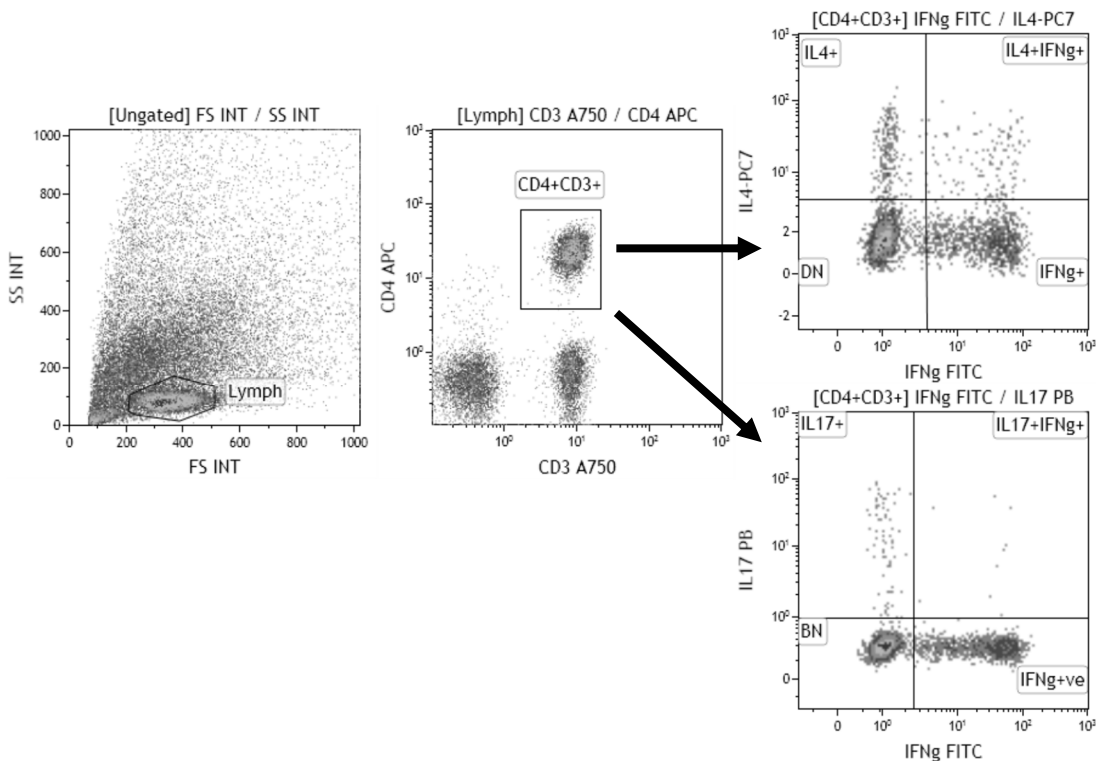 [Ungated] FS INT / SS INT
1000
800
600
400
200
0
SS INT
Lymph
0 200 400 600 800 1000
FS INT
[Lymph] CD3 A750 / CD4 APC
10³
10²
10¹
10⁰
CD4 APC
CD4+CD3+
10⁰ 10¹ 10² 10³
CD3 A750
[CD4+CD3+] IFNg FITC / IL4-PC7
10³
10²
10¹
2
0
-2
IL4-PC7
IL4+ IL4+IFNg+
DN IFNg+
0 10⁰ 10¹ 10² 10³
IFNg FITC
[CD4+CD3+] IFNg FITC / IL17 PB
10³
10²
10¹
10⁰
0
IL17 PB
IL17+ IL17+IFNg+
BN
IFNg+ve
0 10⁰ 10¹ 10² 10³
IFNg FITC